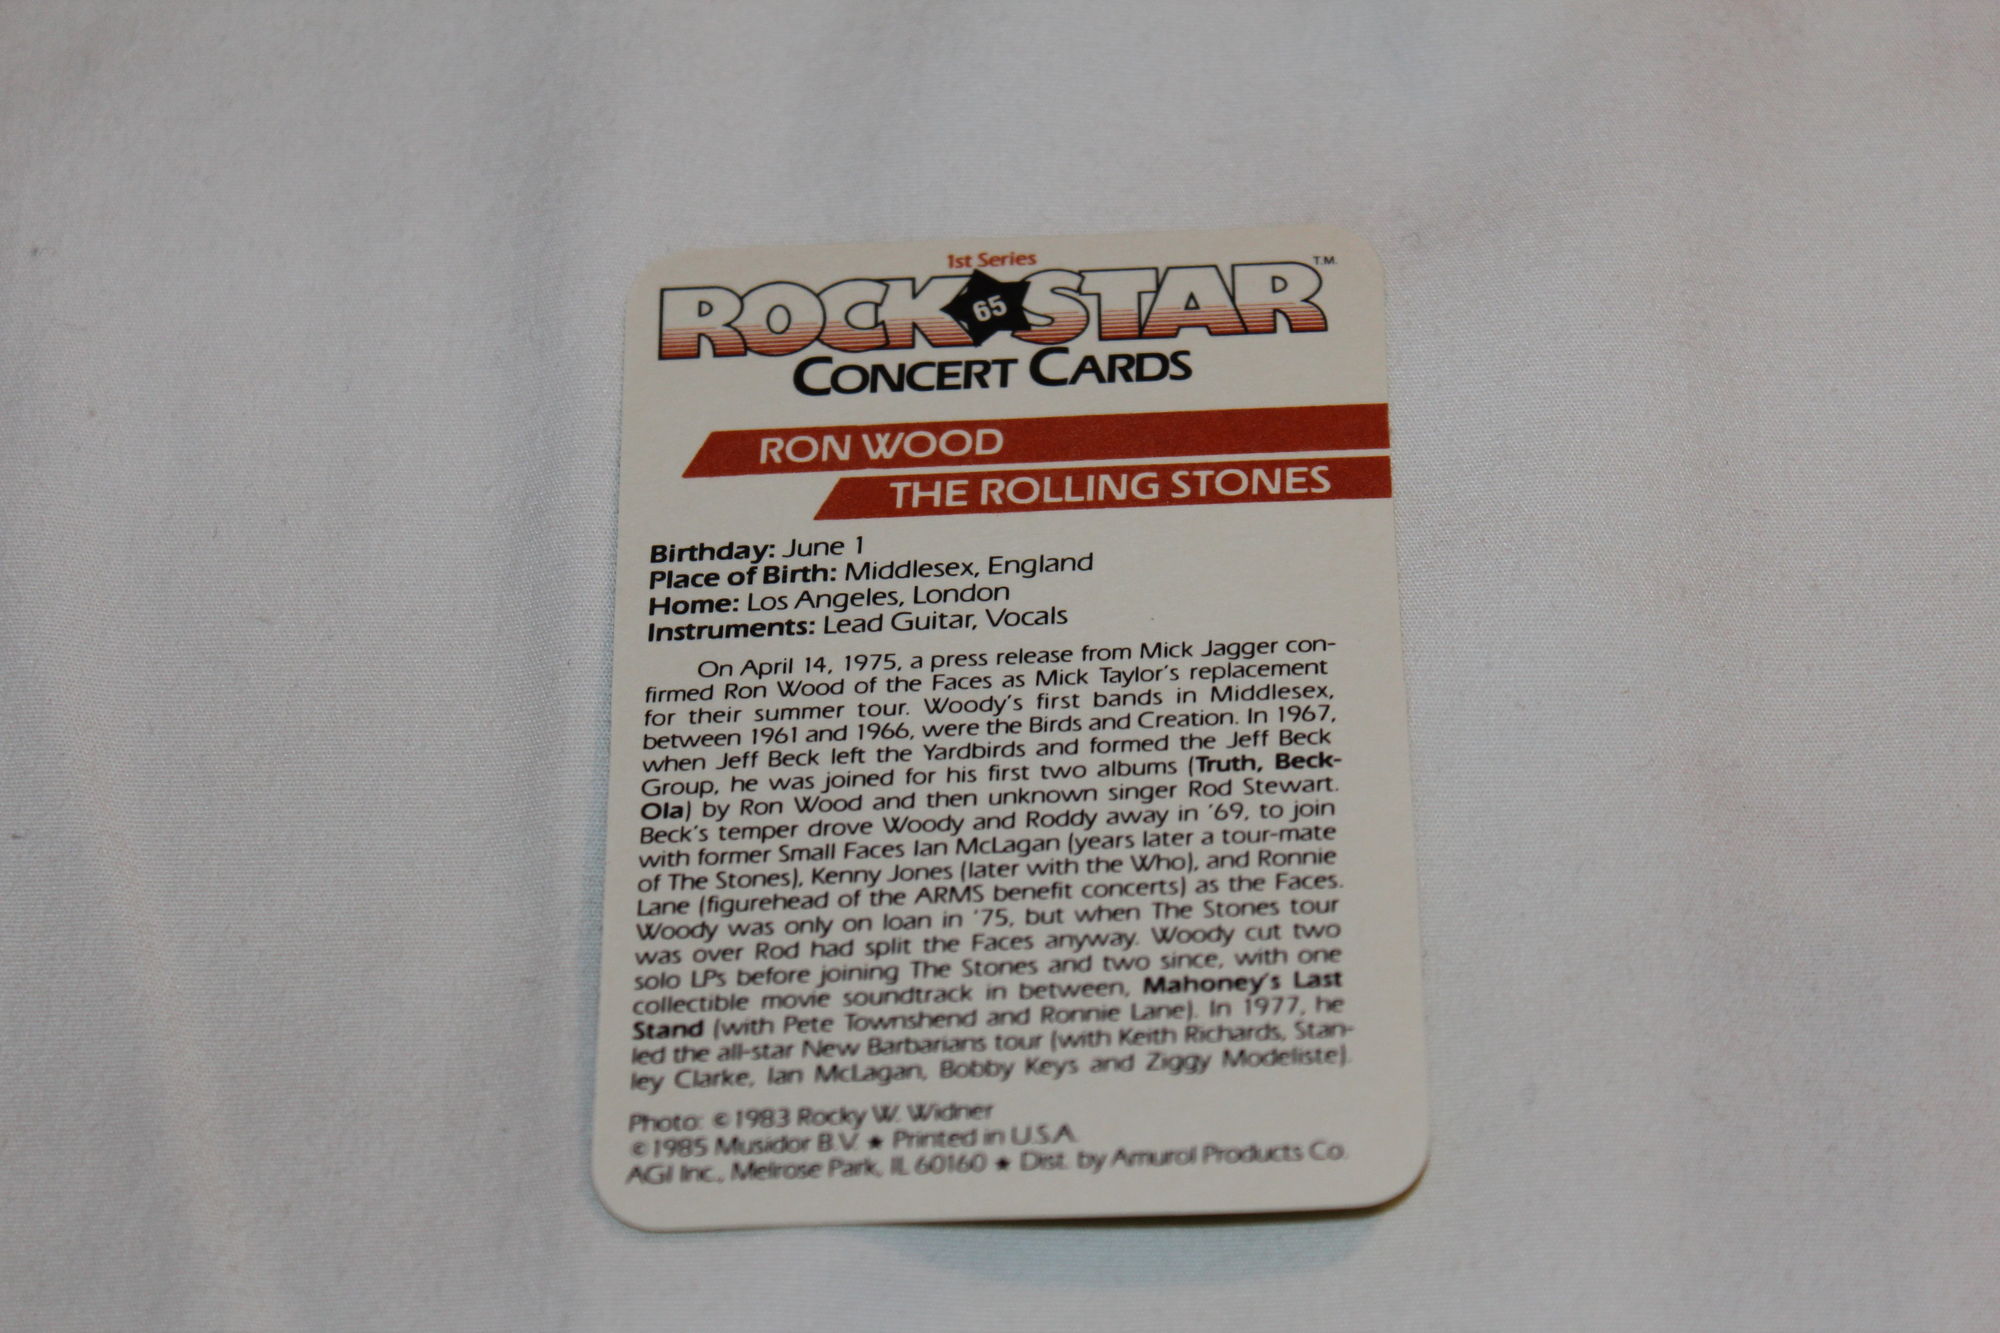 1st Series
ROCK 65 STAR T.M.
CONCERT CARDS
RON WOOD
THE ROLLING STONES
Birthday: June 1
Place of Birth: Middlesex, England
Home: Los Angeles, London
Instruments: Lead Guitar, Vocals
On April 14, 1975, a press release from Mick Jagger con-
firmed Ron Wood of the Faces as Mick Taylor's replacement
for their summer tour. Woody's first bands in Middlesex,
between 1961 and 1966, were the Birds and Creation. In 1967,
when Jeff Beck left the Yardbirds and formed the Jeff Beck
Group, he was joined for his first two albums (Truth, Beck-
Ola) by Ron Wood and then unknown singer Rod Stewart.
Beck's temper drove Woody and Roddy away in '69, to join
with former Small Faces Ian McLagan (years later a tour-mate
of The Stones), Kenny Jones (later with the Who), and Ronnie
Lane (figurehead of the ARMS benefit concerts) as the Faces.
Woody was only on loan in '75, but when The Stones tour
was over Rod had split the Faces anyway. Woody cut two
solo LPs before joining The Stones and two since, with one
collectible movie soundtrack in between, Mahoney's Last
Stand (with Pete Townshend and Ronnie Lane). In 1977, he
led the all-star New Barbarians tour (with Keith Richards, Stan-
ley Clarke, Ian McLagan, Bobby Keys and Ziggy Modeliste).
Photo: © 1983 Rocky W. Widner
© 1985 Musidor B.V. ★ Printed in U.S.A.
AGI Inc., Melrose Park, IL 60160 ★ Dist. by Amurol Products Co.